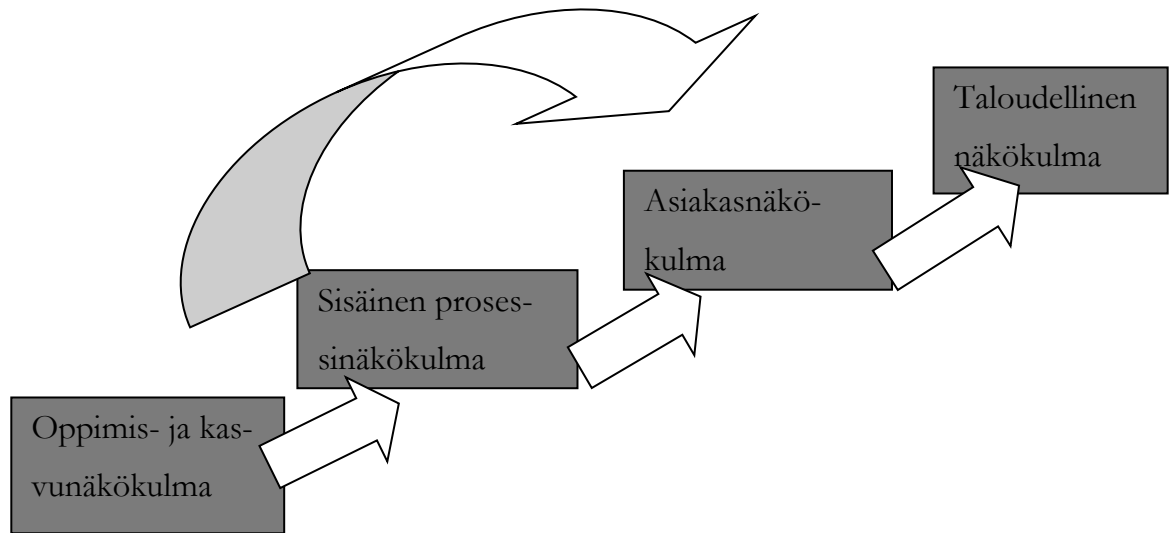 Taloudellinen
näkökulma
Asiakasnäkö-
kulma
Sisäinen proses-
sinäkökulma
Oppimis- ja kas-
vunäkökulma